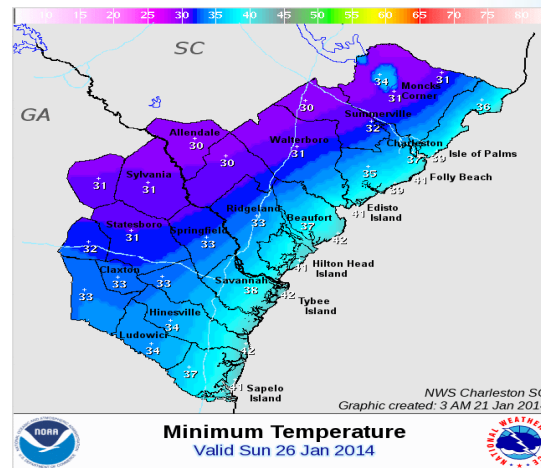 10 15 20 25 30 35 40 45 50 55 60 65 70 75 80
SC
GA
34
Moncks
Corner
31
31
36
30
Summerville
32
Allendale
30
Walterboro
31
Charleston
37
39
Isle of Palms
30
35
Folly Beach
41
39
Sylvania
31
31
Edisto
Island
41
Ridgeland
33
Beaufort
37
42
Statesboro
31
Springfield
33
32
Hilton Head
Island
41
Claxton
33
33
33
Savannah
38
42
Tybee
Island
Hinesville
34
Ludowici
34
42
37
41
Sapelo
Island
NWS Charleston SC
Graphic created: 3 AM 21 Jan 2014
NOAA
Minimum Temperature
Valid Sun 26 Jan 2014
NATIONAL WEATHER